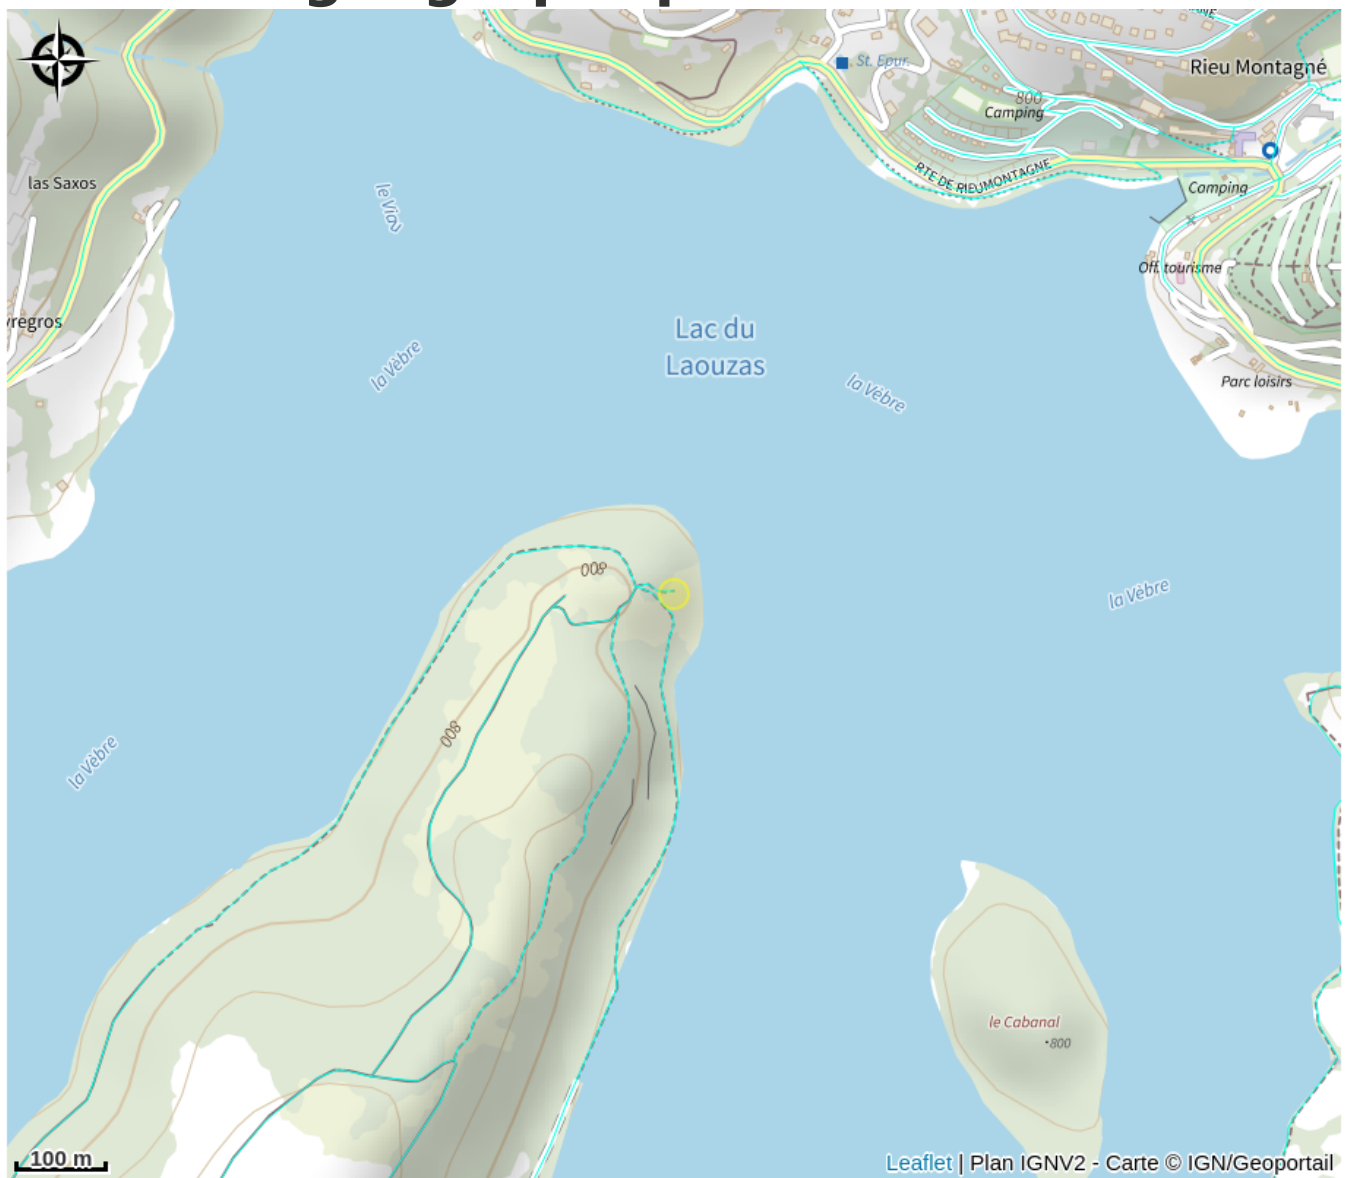 St. Epur.
Rieu Montagné
800
Camping
las Saxos
le Viau
RTE DE RIEUMONTAGNE
Camping
Off. tourisme
vregros
Lac du
Laouzas
la Vèbre
la Vèbre
Parc loisirs
800
la Vèbre
800
la Vèbre
le Cabanal
800
100 m
Leaflet | Plan IGNV2 - Carte © IGN/Geoportail